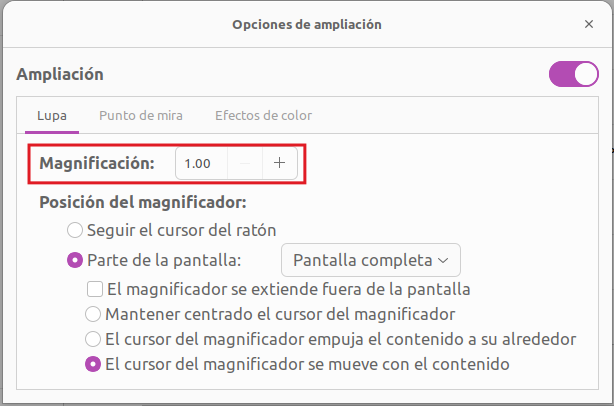 Opciones de ampliación
Ampliación
Lupa Punto de mira Efectos de color
Magnificación: 1.00
Posición del magnificador:
Seguir el cursor del ratón
Parte de la pantalla: Pantalla completa
El magnificador se extiende fuera de la pantalla
Mantener centrado el cursor del magnificador
El cursor del magnificador empuja el contenido a su alrededor
El cursor del magnificador se mueve con el contenido